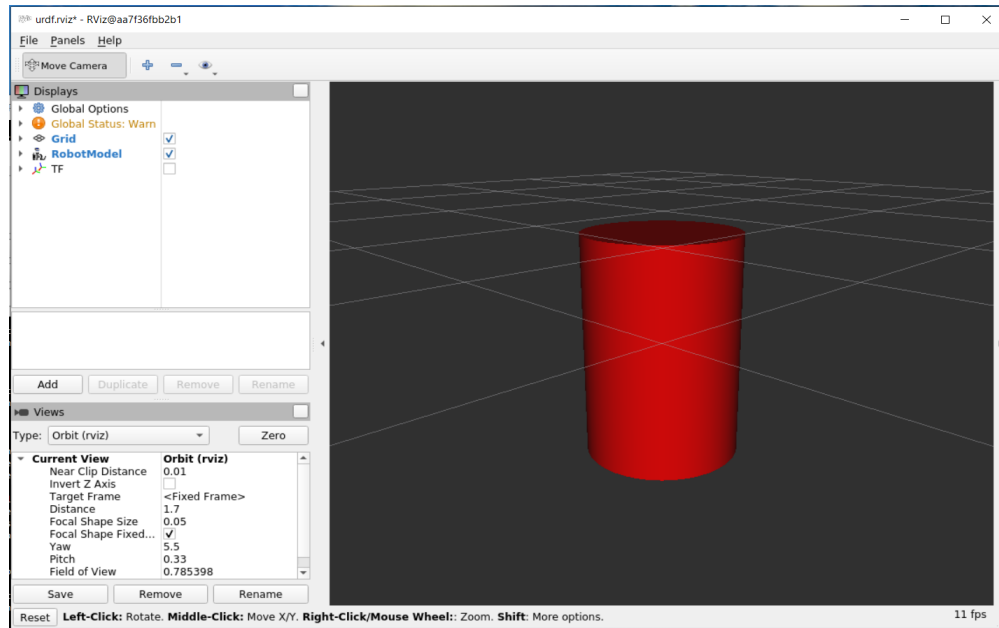 urdf.rviz* - RViz@aa7f36fbb2b1
File Panels Help
Move Camera
Displays
Global Options
Global Status: Warn
Grid
RobotModel
TF
Add Duplicate Remove Rename
Views
Type: Orbit (rviz) Zero
Current View Orbit (rviz)
Near Clip Distance 0.01
Invert Z Axis
Target Frame <Fixed Frame>
Distance 1.7
Focal Shape Size 0.05
Focal Shape Fixed...
Yaw 5.5
Pitch 0.33
Field of View 0.785398
Save Remove Rename
Reset Left-Click: Rotate. Middle-Click: Move X/Y. Right-Click/Mouse Wheel:: Zoom. Shift: More options. 11 fps